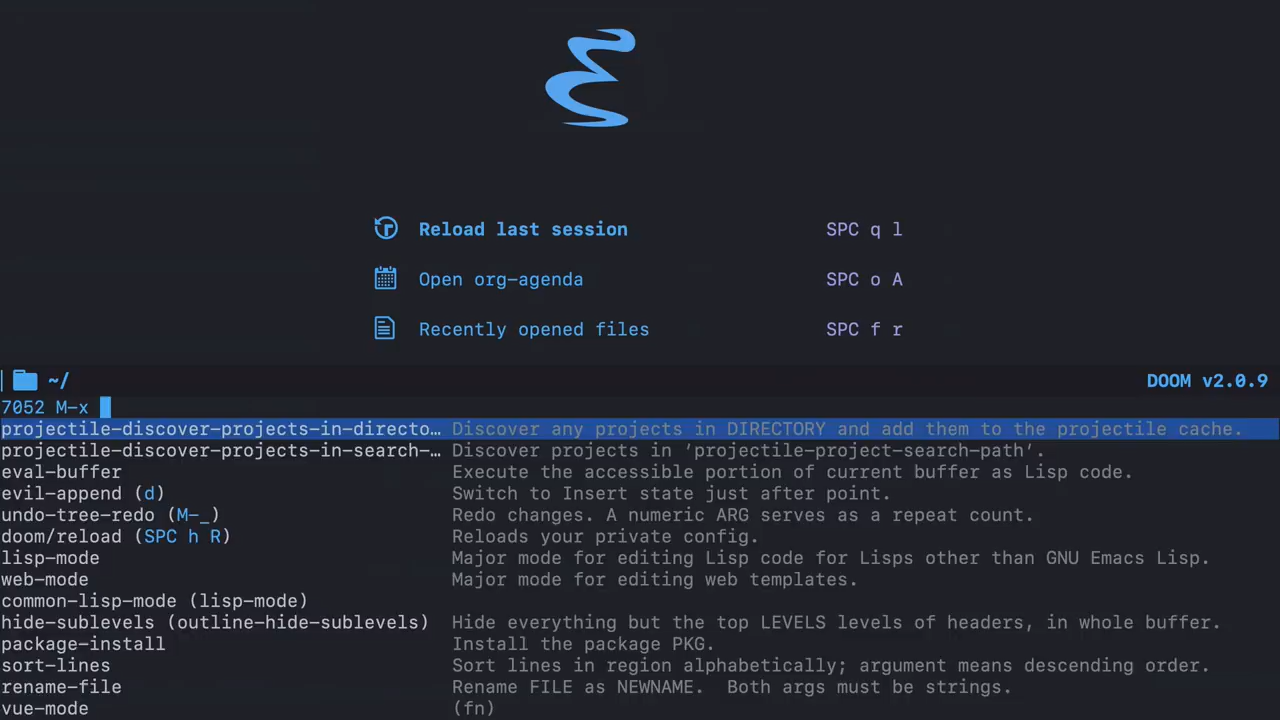 Reload last session SPC q l
Open org-agenda SPC o A
Recently opened files SPC f r
~/ DOOM v2.0.9
7052 M-x
projectile-discover-projects-in-directo… Discover any projects in DIRECTORY and add them to the projectile cache.
projectile-discover-projects-in-search-… Discover projects in ‘projectile-project-search-path’.
eval-buffer Execute the accessible portion of current buffer as Lisp code.
evil-append (d) Switch to Insert state just after point.
undo-tree-redo (M-_) Redo changes. A numeric ARG serves as a repeat count.
doom/reload (SPC h R) Reloads your private config.
lisp-mode Major mode for editing Lisp code for Lisps other than GNU Emacs Lisp.
web-mode Major mode for editing web templates.
common-lisp-mode (lisp-mode)
hide-sublevels (outline-hide-sublevels) Hide everything but the top LEVELS levels of headers, in whole buffer.
package-install Install the package PKG.
sort-lines Sort lines in region alphabetically; argument means descending order.
rename-file Rename FILE as NEWNAME.  Both args must be strings.
vue-mode (fn)